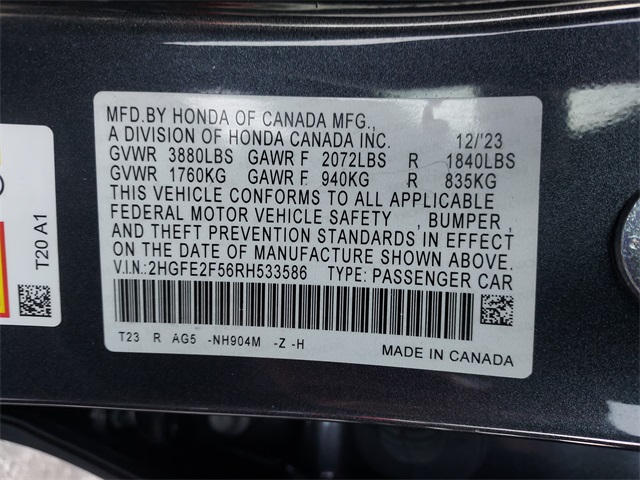 MFD.BY HONDA OF CANADA MFG.,
A DIVISION OF HONDA CANADA INC. 12/'23
GVWR 3880LBS GAWR F 2072LBS R 1840LBS
GVWR 1760KG GAWR F 940KG R 835KG
THIS VEHICLE CONFORMS TO ALL APPLICABLE
FEDERAL MOTOR VEHICLE SAFETY , BUMPER ,
AND THEFT PREVENTION STANDARDS IN EFFECT
ON THE DATE OF MANUFACTURE SHOWN ABOVE.
V.I.N.:2HGFE2F56RH533586 TYPE:PASSENGER CAR
T23 R AG5 -NH904M -Z -H
MADE IN CANADA
T20 A1